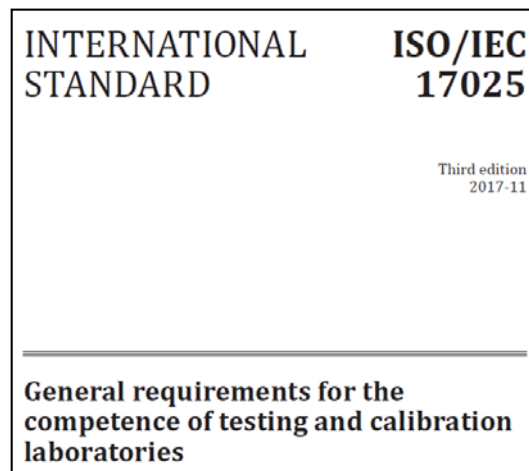 INTERNATIONAL STANDARD
ISO/IEC 17025
Third edition
2017-11
General requirements for the
competence of testing and calibration
laboratories